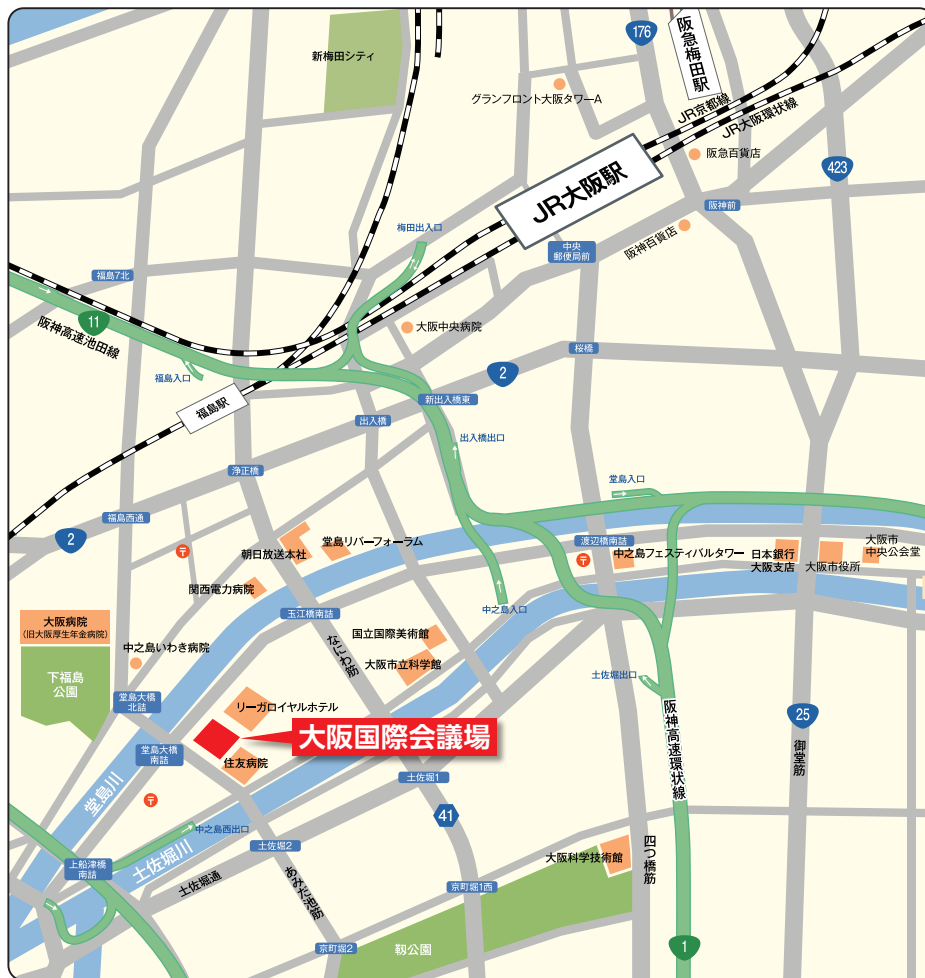 新梅田シティ
176
阪急梅田駅
グランフロント大阪タワーA
JR京都線
JR大阪環状線
阪急百貨店
423
JR大阪駅
阪神前
梅田出入口
阪神百貨店
中央
郵便局前
福島7北
11
阪神高速池田線
大阪中央病院
桜橋
福島入口
2
福島駅
新出入橋東
出入橋
出入橋出口
浄正橋
堂島入口
福島西通
2
〒
朝日放送本社
堂島リバーフォーラム
渡辺橋南詰
〒
中之島フェスティバルタワー
日本銀行
大阪支店
大阪市役所
大阪市
中央公会堂
関西電力病院
玉江橋南詰
中之島入口
大阪病院
(旧大阪厚生年金病院)
中之島いわき病院
なにわ筋
国立国際美術館
大阪市立科学館
下福島
公園
堂島大橋
北詰
リーガロイヤルホテル
土佐堀出口
大阪国際会議場
阪神高速環状線
25
御堂筋
堂島大橋
南詰
住友病院
土佐堀1
堂島川
〒
41
中之島西出口
土佐堀川
土佐堀2
上船津橋
南詰
土佐堀通
あみだ池筋
大阪科学技術館
四つ橋筋
京町堀1西
京町堀2
靱公園
1